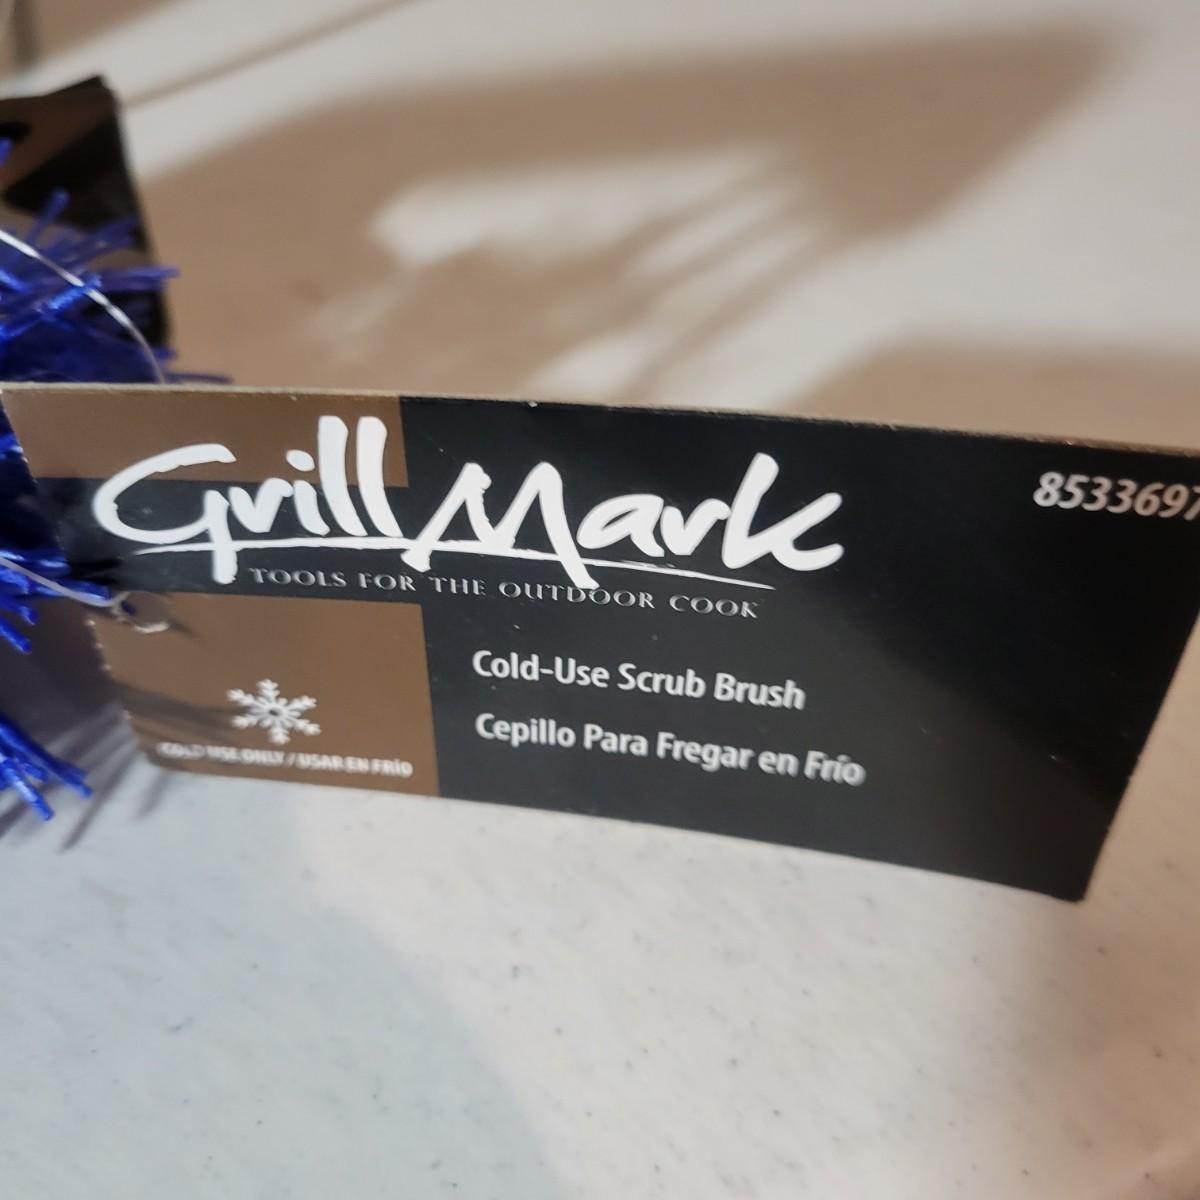 Grill Mark
8533697
TOOLS FOR THE OUTDOOR COOK
Cold-Use Scrub Brush
Cepillo Para Fregar en Frío
COLD USE ONLY / USAR EN FRÍO